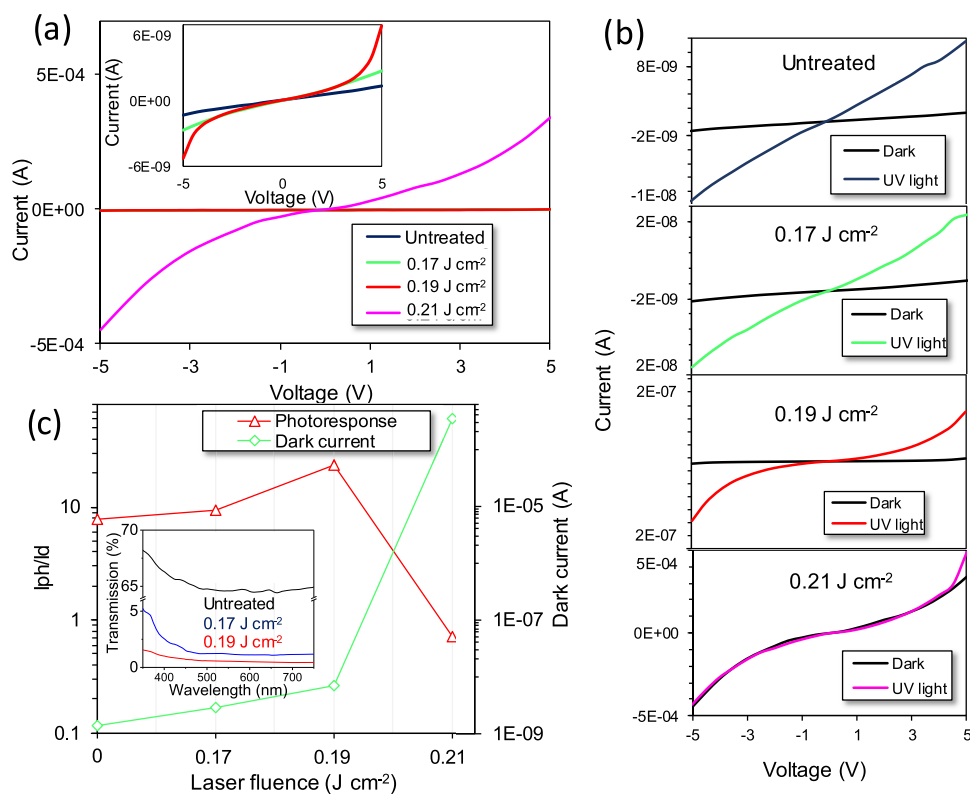 (a)
Current (A)
5E-04
0E+00
-5E-04
-5
-3
-1
1
3
5
Voltage (V)
Current (A)
6E-09
0E+00
-6E-09
-5
0
5
Voltage (V)
Untreated
0.17 J cm-2
0.19 J cm-2
0.21 J cm-2
(b)
Current (A)
Untreated
8E-09
-2E-09
-1E-08
Dark
UV light
0.17 J cm-2
2E-08
-2E-09
2E-08
Dark
UV light
0.19 J cm-2
2E-07
2E-07
Dark
UV light
0.21 J cm-2
5E-04
0E+00
-5E-04
Dark
UV light
-5
-3
-1
1
3
5
Voltage (V)
(c)
Photoresponse
Dark current
Iph/Id
10
1
0.1
Dark current (A)
1E-05
1E-07
1E-09
0
0.17
0.19
0.21
Laser fluence (J cm-2)
Transmission (%)
70
65
5
0
400
500
600
700
Wavelength (nm)
Untreated
0.17 J cm-2
0.19 J cm-2